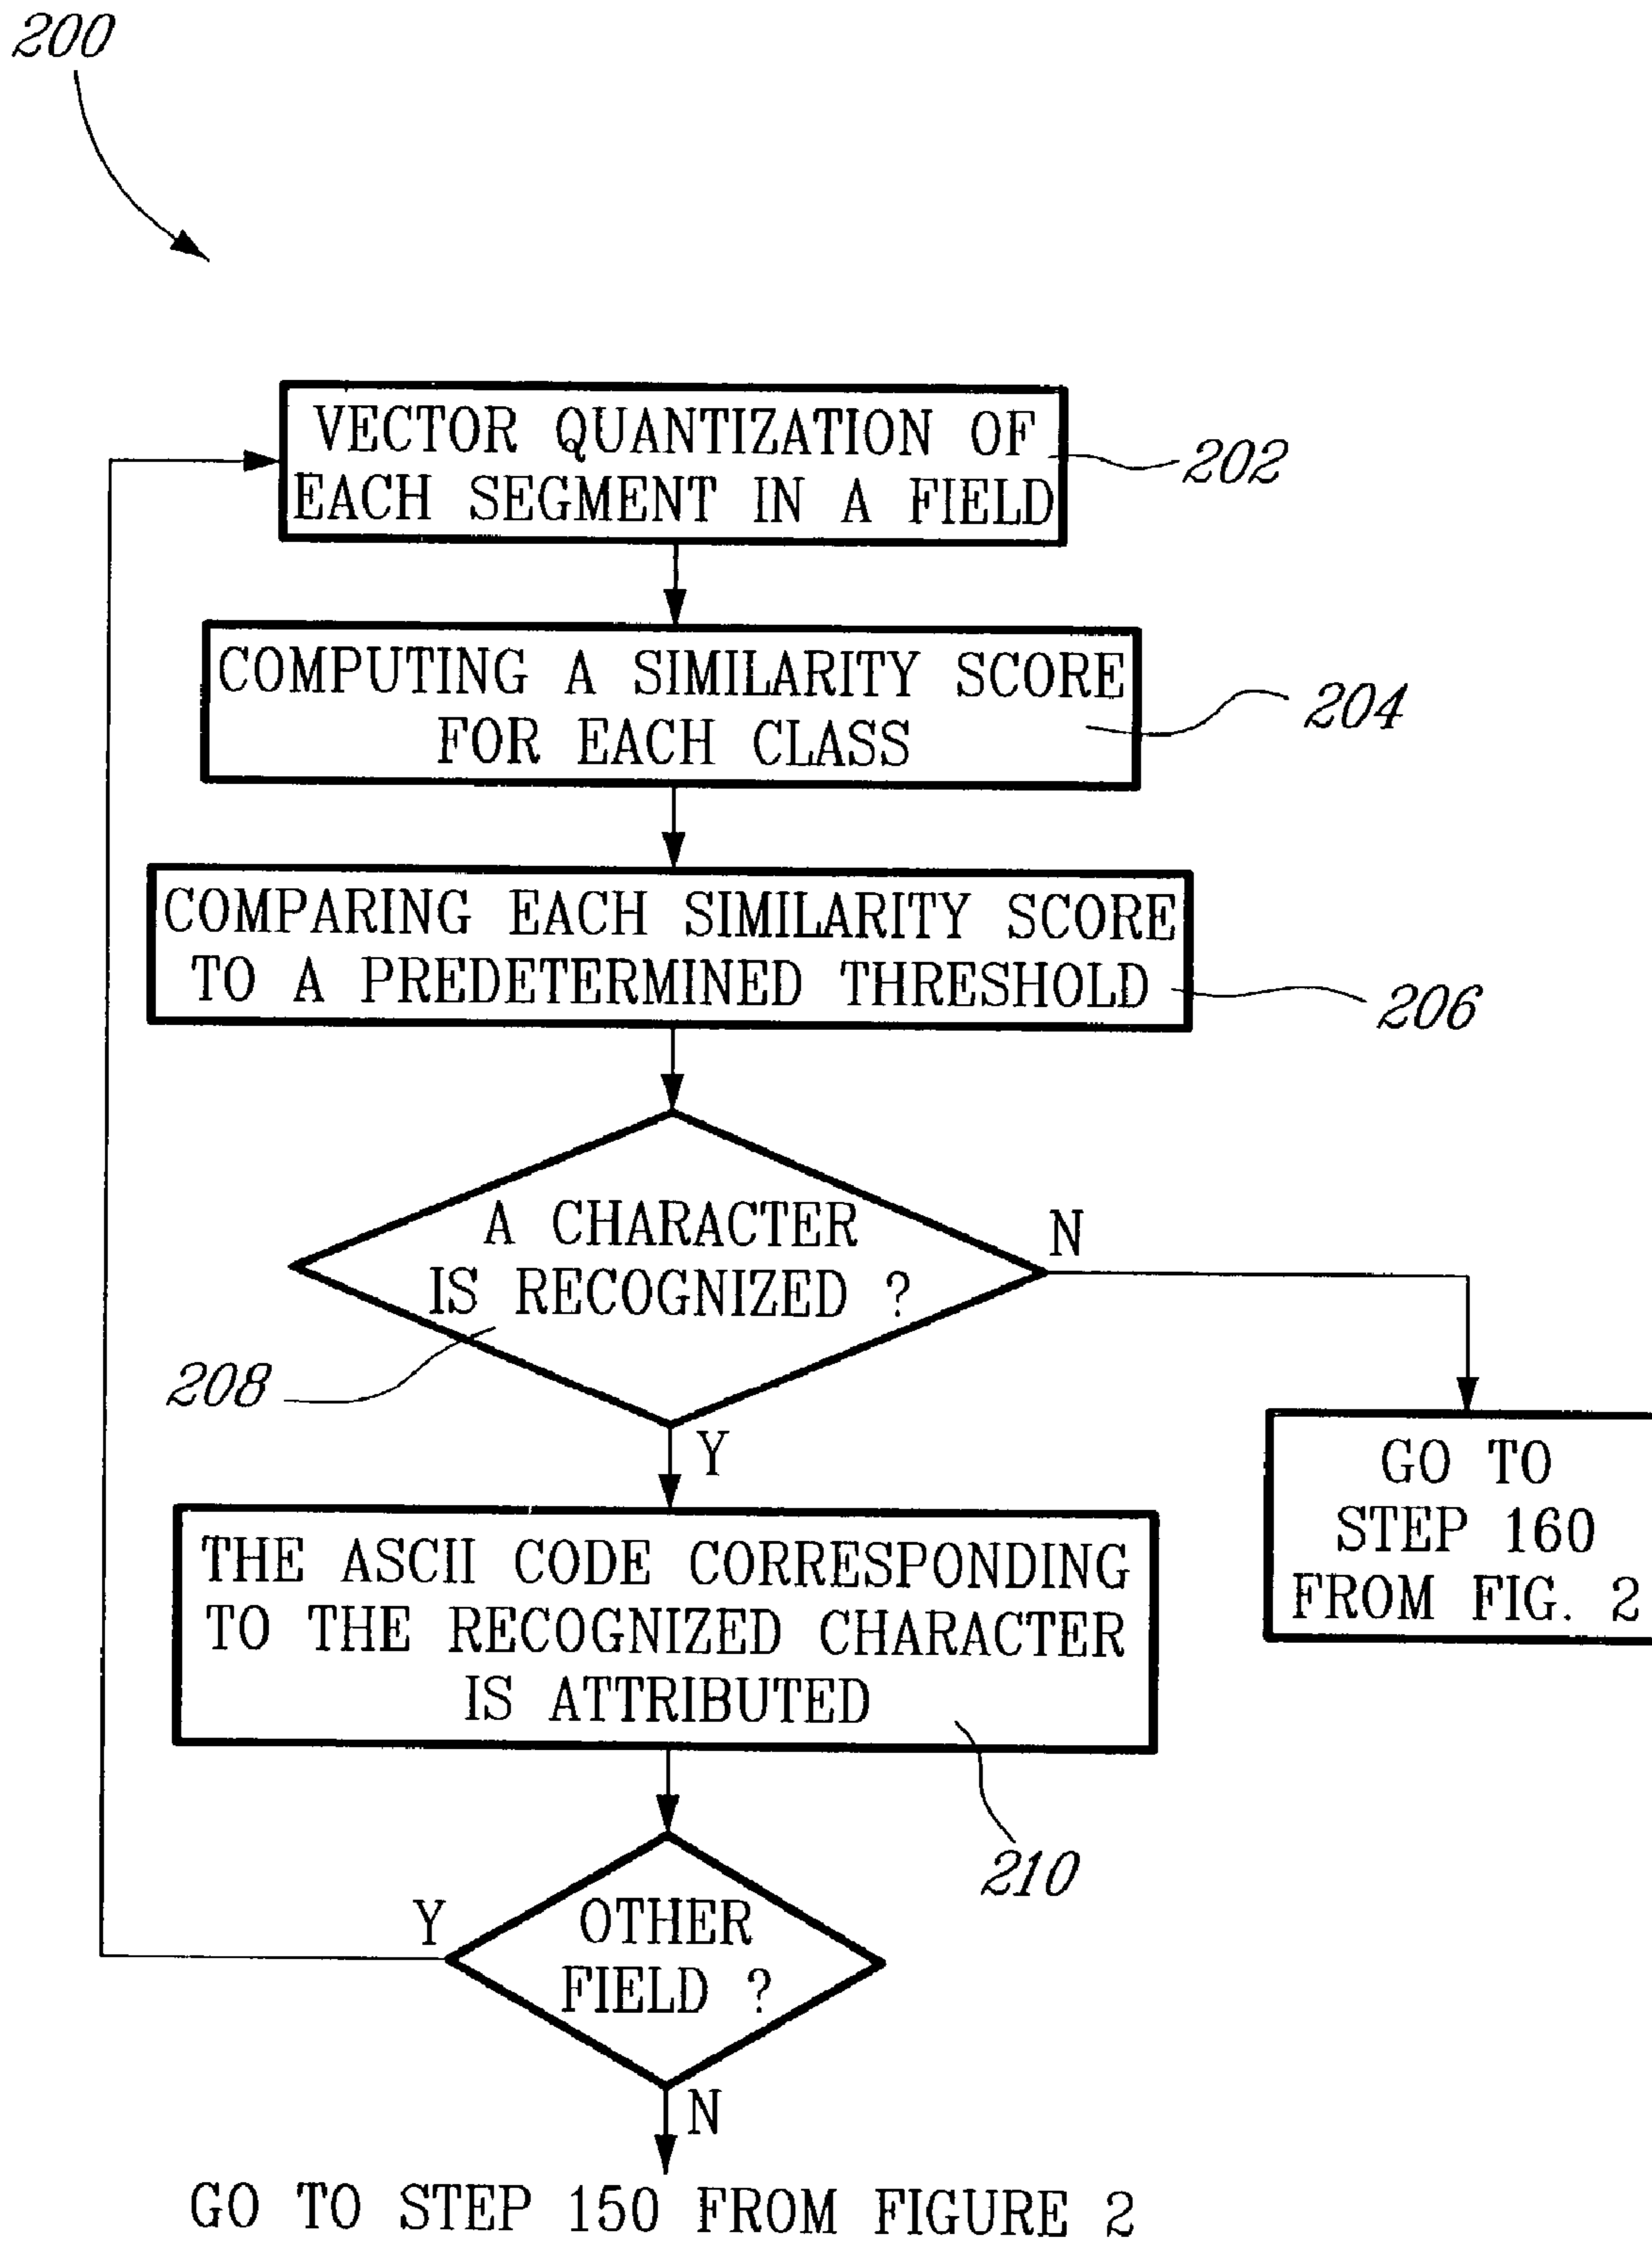 200
VECTOR QUANTIZATION OF
EACH SEGMENT IN A FIELD
202
COMPUTING A SIMILARITY SCORE
FOR EACH CLASS
204
COMPARING EACH SIMILARITY SCORE
TO A PREDETERMINED THRESHOLD
206
A CHARACTER
IS RECOGNIZED ?
N
208
Y
GO TO
STEP 160
FROM FIG. 2
THE ASCII CODE CORRESPONDING
TO THE RECOGNIZED CHARACTER
IS ATTRIBUTED
210
Y
OTHER
FIELD ?
N
GO TO STEP 150 FROM FIGURE 2